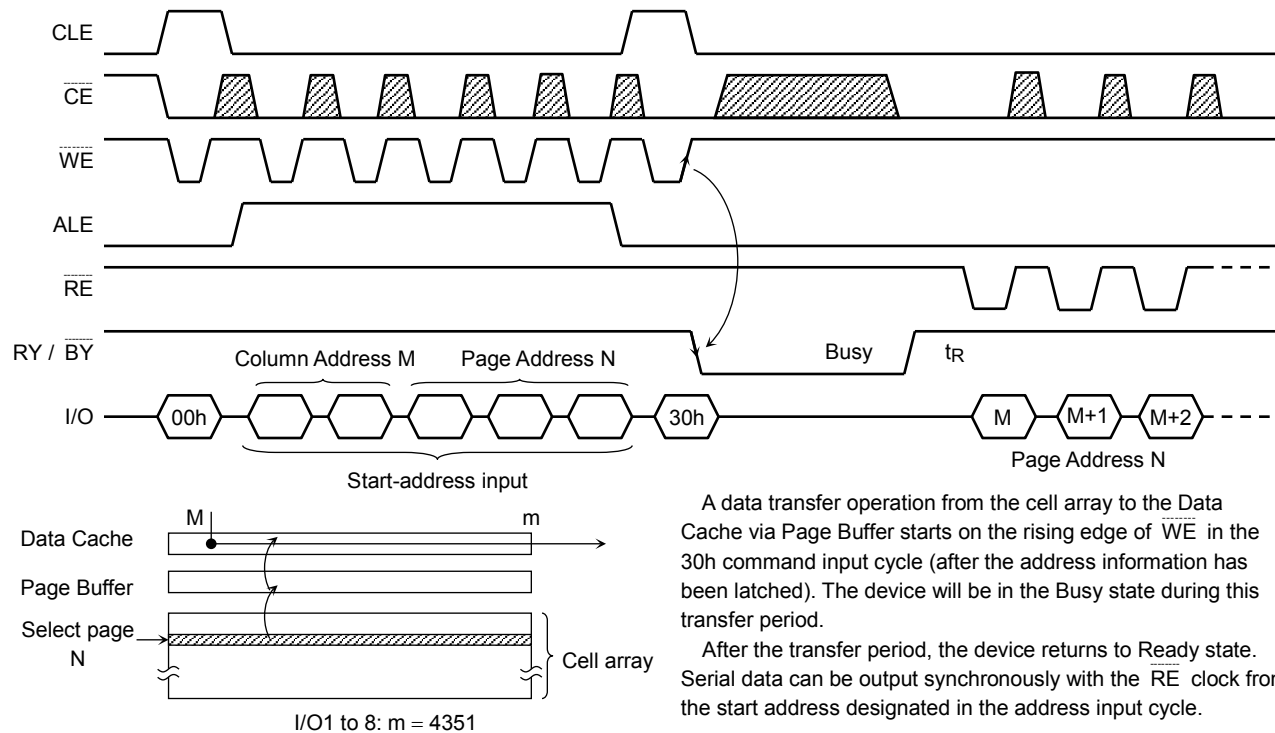 CLE
CE
WE
ALE
RE
RY / BY
Busy
tR
Column Address M
Page Address N
I/O
00h
30h
M
M+1
M+2
Start-address input
Page Address N
Data Cache
M
m
Page Buffer
Select page
N
Cell array
I/O1 to 8: m = 4351
A data transfer operation from the cell array to the Data
Cache via Page Buffer starts on the rising edge of WE in the
30h command input cycle (after the address information has
been latched). The device will be in the Busy state during this
transfer period.
After the transfer period, the device returns to Ready state.
Serial data can be output synchronously with the RE clock from
the start address designated in the address input cycle.